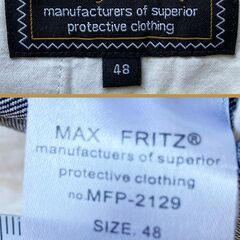 manufacturers of superior
protective clothing
48
MAX FRITZ®
manufactuers of superior
protective clothing
no.MFP-2129
SIZE. 48